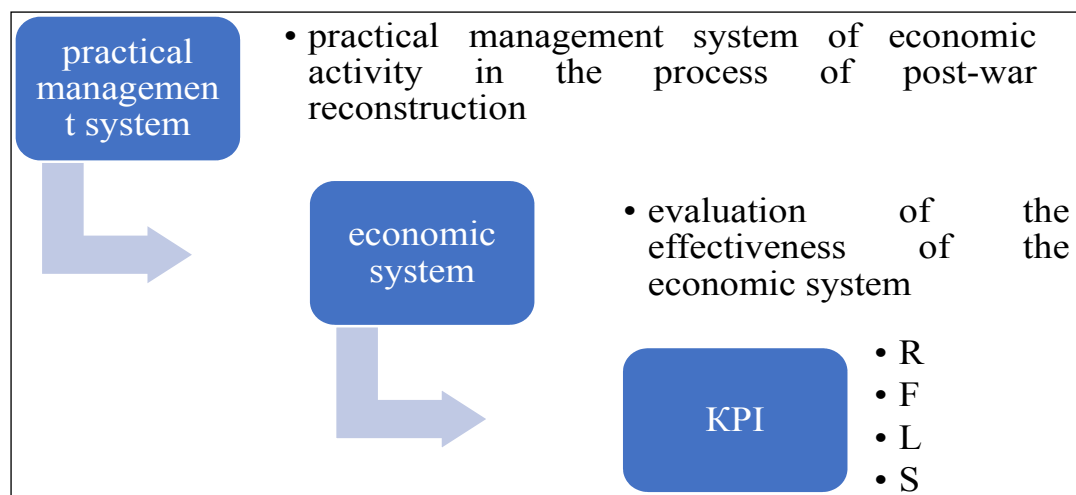 practical
managemen
t system
• practical management system of economic
activity in the process of post-war
reconstruction
economic
system
• evaluation of the
effectiveness of the
economic system
KPI
• R
• F
• L
• S